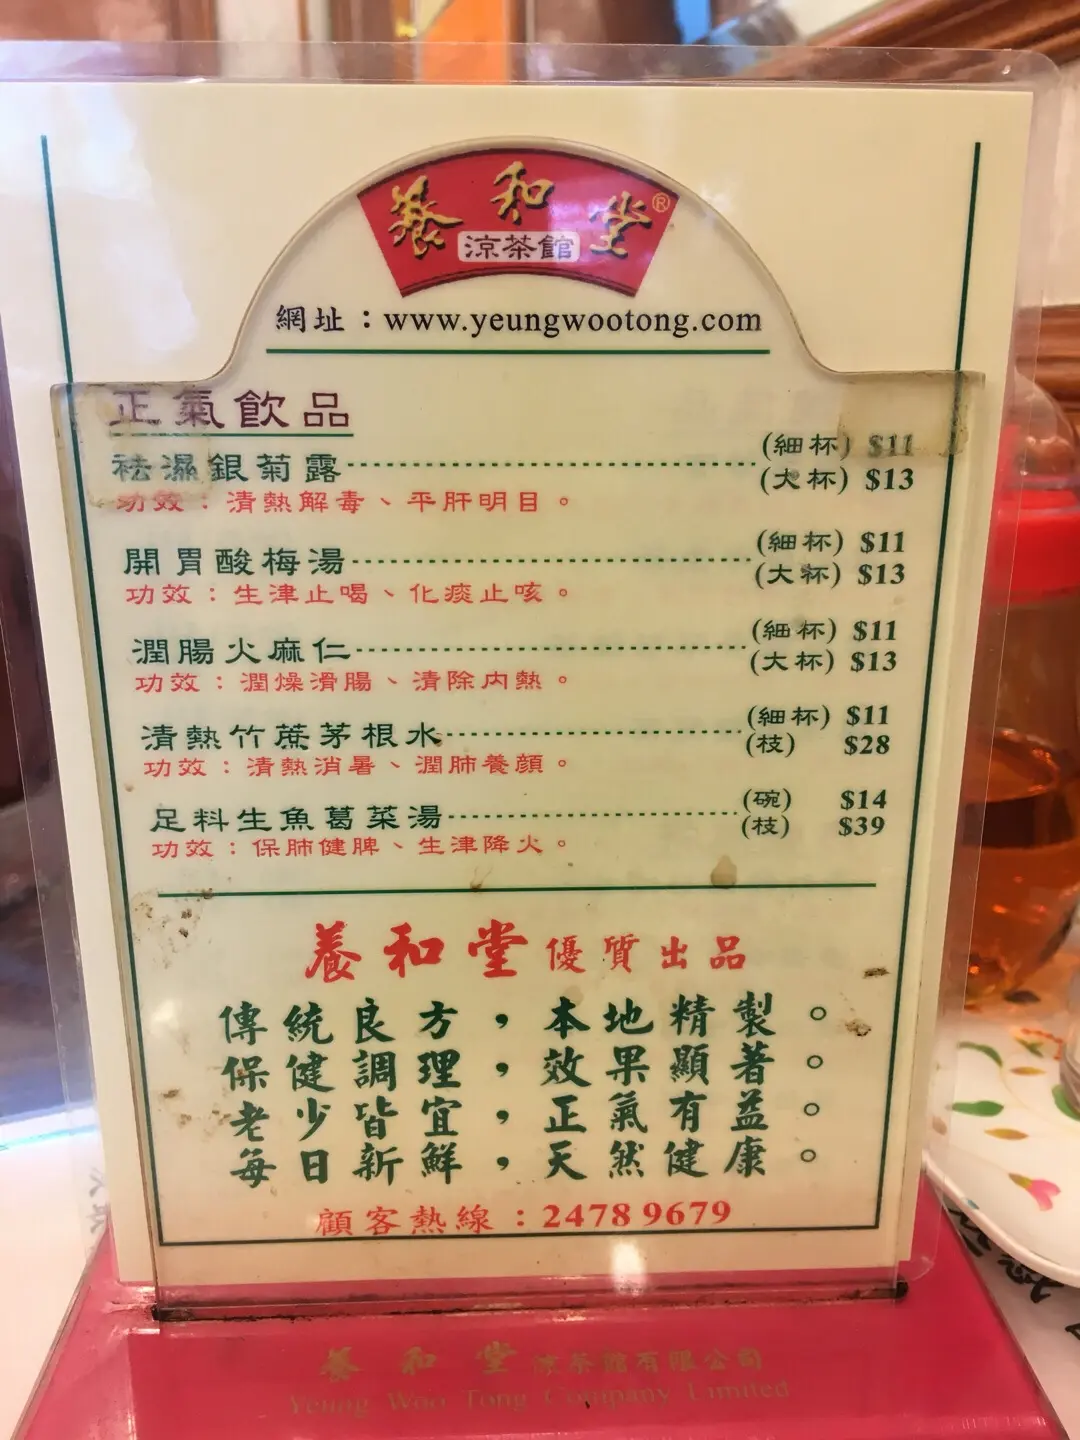 養和堂®
涼茶館
網址：www.yeungwootong.com
正氣飲品
祛濕銀菊露 (細杯) $11
(大杯) $13
功效：清熱解毒、平肝明目。
開胃酸梅湯 (細杯) $11
(大杯) $13
功效：生津止喝、化痰止咳。
潤腸火麻仁 (細杯) $11
(大杯) $13
功效：潤燥滑腸、清除內熱。
清熱竹蔗茅根水 (細杯) $11
(枝) $28
功效：清熱消暑、潤肺養顏。
足料生魚葛菜湯 (碗) $14
(枝) $39
功效：保肺健脾、生津降火。
養和堂優質出品
傳統良方，本地精製。
保健調理，效果顯著。
老少皆宜，正氣有益。
每日新鮮，天然健康。
顧客熱線：2478 9679
養和堂涼茶館有限公司
Yeung Woo Tong Company Limited